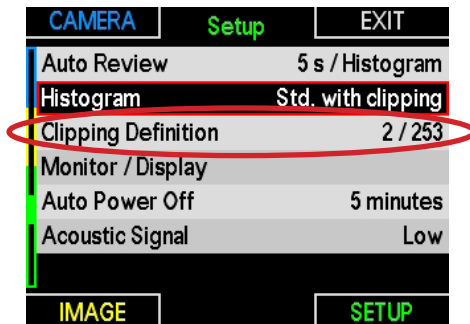 CAMERA Setup EXIT
Auto Review 5 s / Histogram
Histogram Std. with clipping
Clipping Definition 2 / 253
Monitor / Display
Auto Power Off 5 minutes
Acoustic Signal Low
IMAGE SETUP